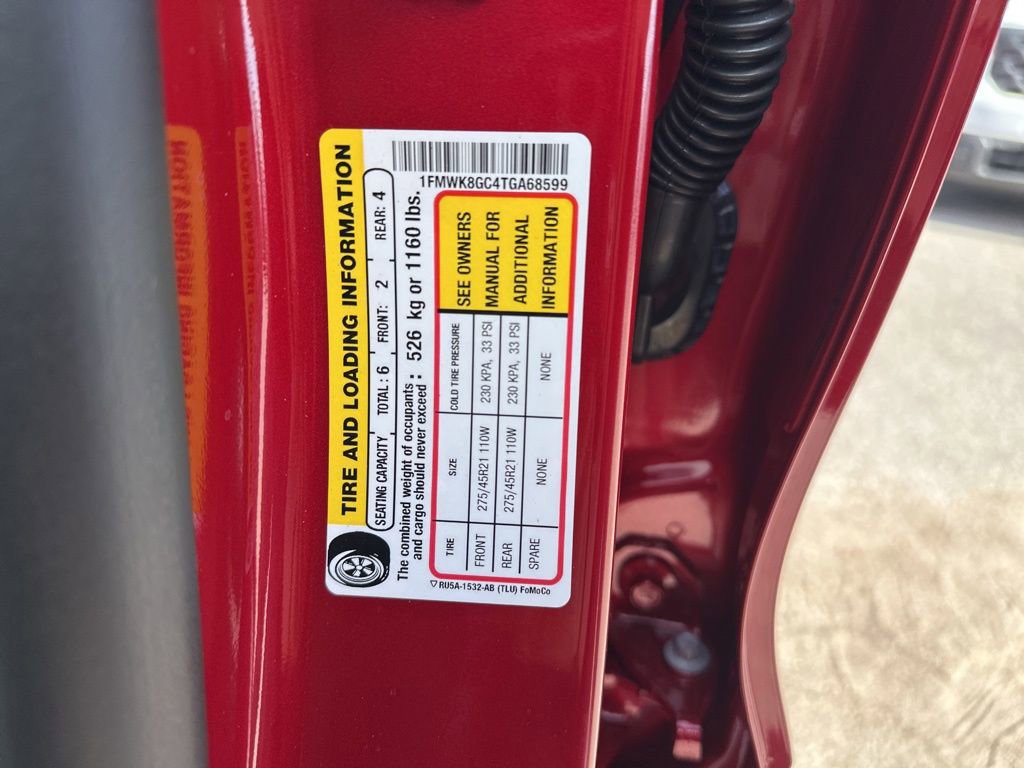 TIRE AND LOADING INFORMATION
SEATING CAPACITY TOTAL: 6 FRONT: 2 REAR: 4
The combined weight of occupants
and cargo should never exceed : 526 kg or 1160 lbs.
1FMWK8GC4TGA68599
TIRE SIZE COLD TIRE PRESSURE
FRONT 275/45R21 110W 230 KPA, 33 PSI
REAR 275/45R21 110W 230 KPA, 33 PSI
SPARE NONE NONE
SEE OWNERS
MANUAL FOR
ADDITIONAL
INFORMATION
RU5A-1532-AB (TLU) FoMoCo